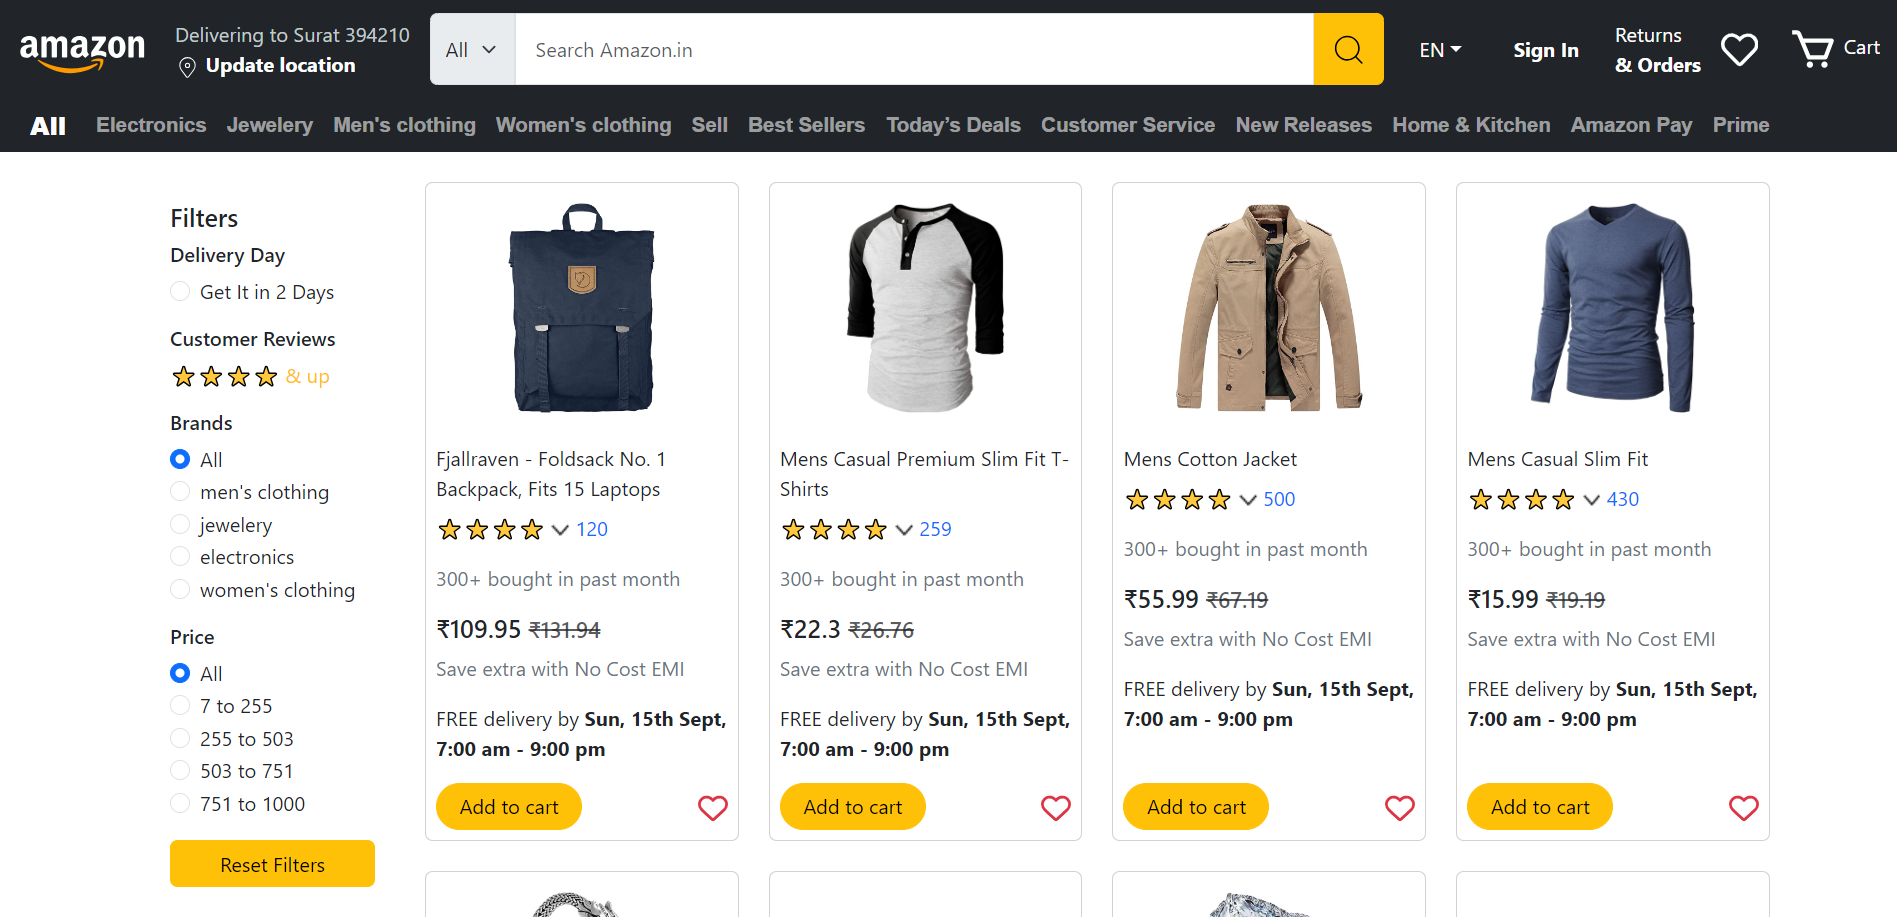 amazon
Delivering to Surat 394210
Update location
All
Search Amazon.in
EN
Sign In
Returns
& Orders
Cart
All Electronics Jewelery Men's clothing Women's clothing Sell Best Sellers Today’s Deals Customer Service New Releases Home & Kitchen Amazon Pay Prime
Filters
Delivery Day
Get It in 2 Days
Customer Reviews
& up
Brands
All
men's clothing
jewelery
electronics
women's clothing
Price
All
7 to 255
255 to 503
503 to 751
751 to 1000
Reset Filters
Fjallraven - Foldsack No. 1
Backpack, Fits 15 Laptops
120
300+ bought in past month
₹109.95 ₹131.94
Save extra with No Cost EMI
FREE delivery by Sun, 15th Sept,
7:00 am - 9:00 pm
Add to cart
Mens Casual Premium Slim Fit T-
Shirts
259
300+ bought in past month
₹22.3 ₹26.76
Save extra with No Cost EMI
FREE delivery by Sun, 15th Sept,
7:00 am - 9:00 pm
Add to cart
Mens Cotton Jacket
500
300+ bought in past month
₹55.99 ₹67.19
Save extra with No Cost EMI
FREE delivery by Sun, 15th Sept,
7:00 am - 9:00 pm
Add to cart
Mens Casual Slim Fit
430
300+ bought in past month
₹15.99 ₹19.19
Save extra with No Cost EMI
FREE delivery by Sun, 15th Sept,
7:00 am - 9:00 pm
Add to cart